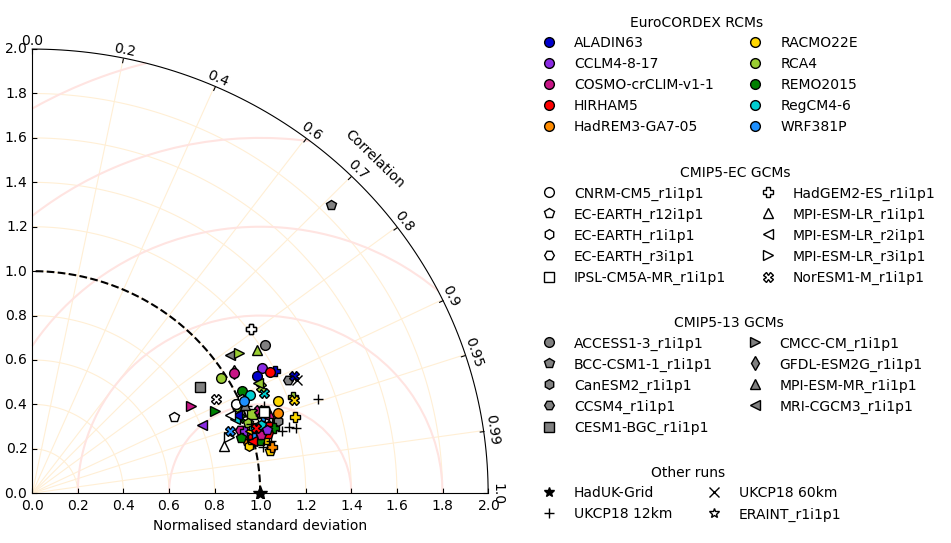 EuroCORDEX RCMs
ALADIN63 RACMO22E
CCLM4-8-17 RCA4
COSMO-crCLIM-v1-1 REMO2015
HIRHAM5 RegCM4-6
HadREM3-GA7-05 WRF381P
CMIP5-EC GCMs
CNRM-CM5_r1i1p1 HadGEM2-ES_r1i1p1
EC-EARTH_r12i1p1 MPI-ESM-LR_r1i1p1
EC-EARTH_r1i1p1 MPI-ESM-LR_r2i1p1
EC-EARTH_r3i1p1 MPI-ESM-LR_r3i1p1
IPSL-CM5A-MR_r1i1p1 NorESM1-M_r1i1p1
CMIP5-13 GCMs
ACCESS1-3_r1i1p1 CMCC-CM_r1i1p1
BCC-CSM1-1_r1i1p1 GFDL-ESM2G_r1i1p1
CanESM2_r1i1p1 MPI-ESM-MR_r1i1p1
CCSM4_r1i1p1 MRI-CGCM3_r1i1p1
CESM1-BGC_r1i1p1
Other runs
HadUK-Grid UKCP18 60km
UKCP18 12km ERAINT_r1i1p1
0.0
0.2
0.4
0.6
Correlation
0.7
0.8
0.9
0.95
0.99
1.0
2.0
1.8
1.6
1.4
1.2
1.0
0.8
0.6
0.4
0.2
0.0
0.0 0.2 0.4 0.6 0.8 1.0 1.2 1.4 1.6 1.8 2.0
Normalised standard deviation